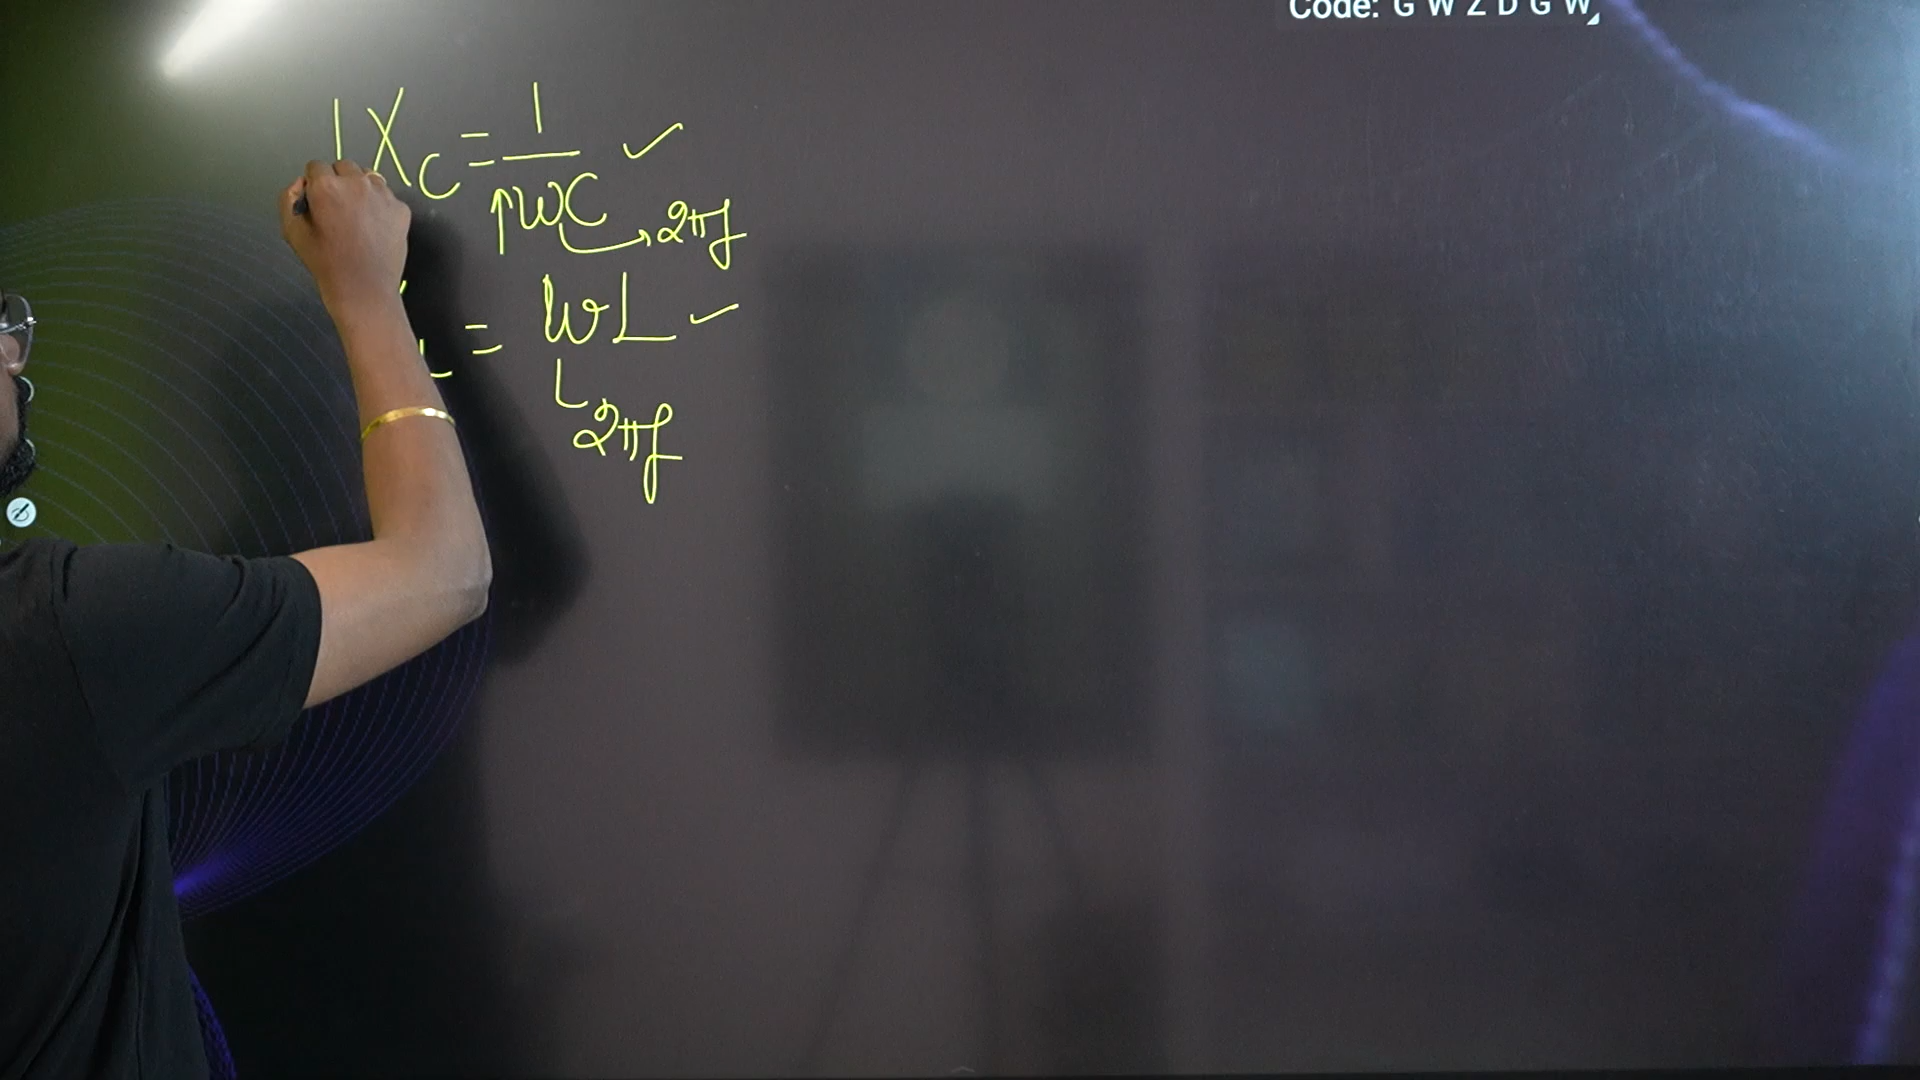 Code: G W Z D G W
↓ X_C = 1/(↑ωC) ✓
→ 2πf
L = ωL ✓
2πf